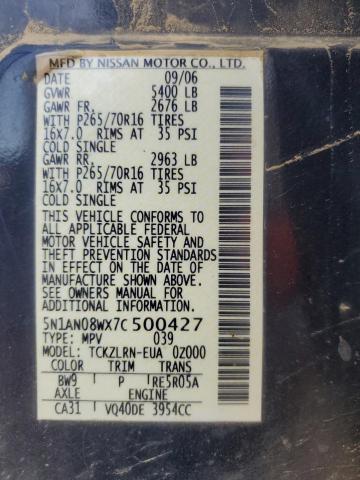 MFD BY NISSAN MOTOR CO., LTD.
DATE 09/06
GVWR 5400 LB
GAWR FR. 2676 LB
WITH P265/70R16 TIRES
16x7.0 RIMS AT 35 PSI
COLD SINGLE
GAWR RR. 2963 LB
WITH P265/70R16 TIRES
16x7.0 RIMS AT 35 PSI
COLD SINGLE
THIS VEHICLE CONFORMS TO
ALL APPLICABLE FEDERAL
MOTOR VEHICLE SAFETY AND
THEFT PREVENTION STANDARDS
IN EFFECT ON THE DATE OF
MANUFACTURE SHOWN ABOVE.
SEE OWNERS MANUAL FOR
ADDITIONAL INFORMATION.
5N1AN08WX7C500427
TYPE: MPV 039
MODEL: TCKZLRN-EUA 0Z000
COLOR TRIM TRANS
BW9 P RE5R05A
AXLE ENGINE
CA31 VQ40DE 3954CC